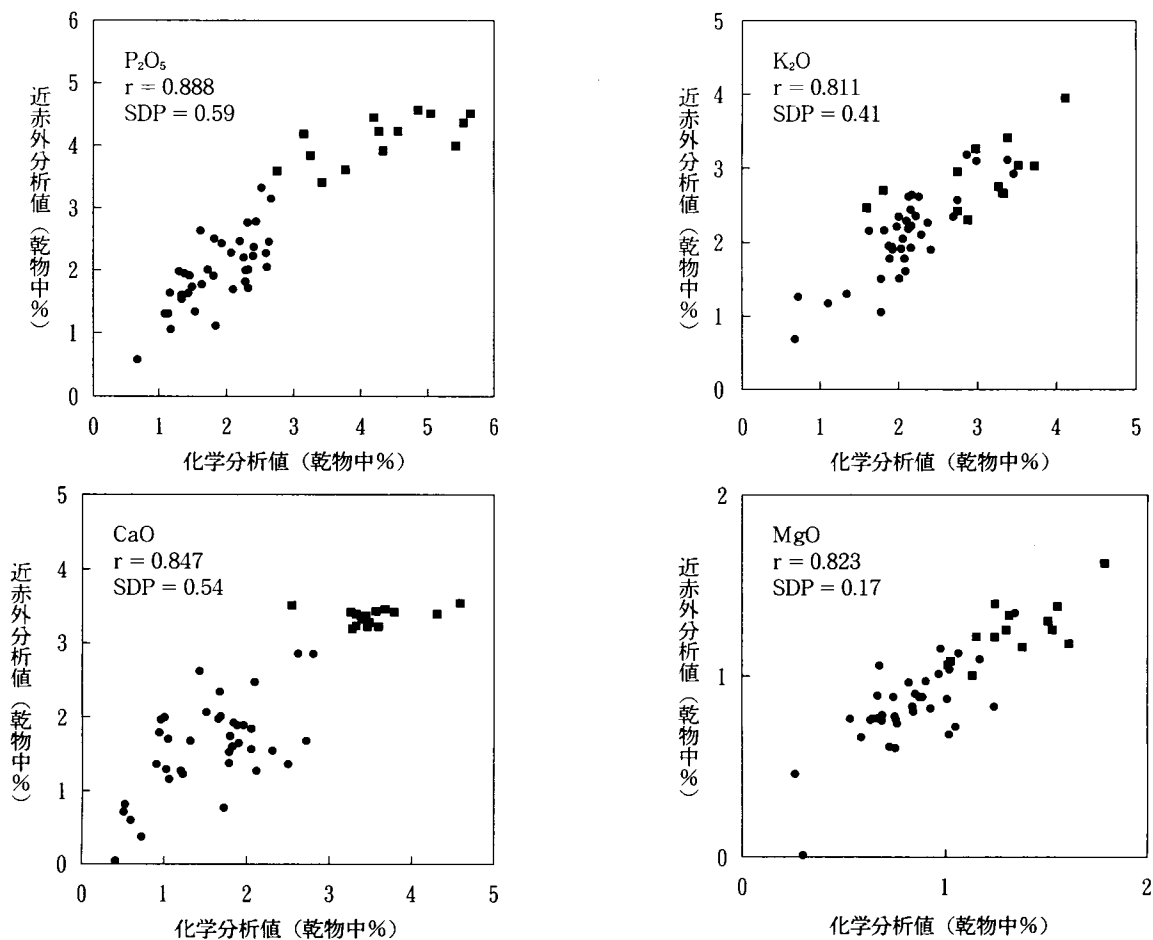 P₂O₅
r = 0.888
SDP = 0.59
近赤外分析値（乾物中%）
6
5
4
3
2
1
0
0 1 2 3 4 5 6
化学分析値（乾物中%）
K₂O
r = 0.811
SDP = 0.41
近赤外分析値（乾物中%）
5
4
3
2
1
0
0 1 2 3 4 5
化学分析値（乾物中%）
CaO
r = 0.847
SDP = 0.54
近赤外分析値（乾物中%）
5
4
3
2
1
0
0 1 2 3 4 5
化学分析値（乾物中%）
MgO
r = 0.823
SDP = 0.17
近赤外分析値（乾物中%）
2
1
0
0 1 2
化学分析値（乾物中%）